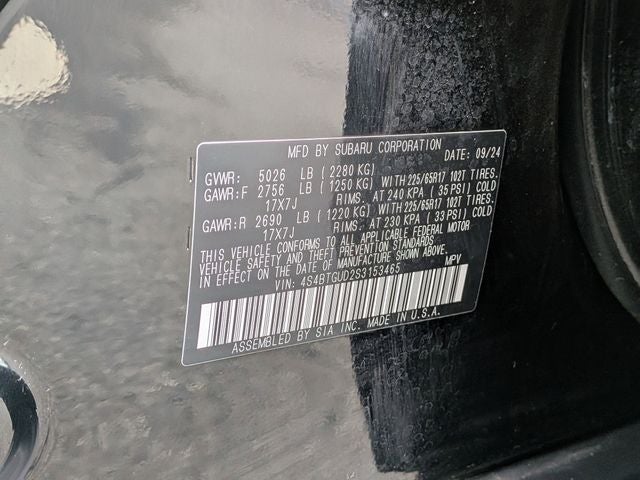 MFD BY SUBARU CORPORATION
DATE: 09/24
GVWR: 5026 LB ( 2280 KG)
GAWR:F 2756 LB ( 1250 KG) WITH 225/65R17 102T TIRES.
17X7J RIMS. AT 240 KPA ( 35 PSI) COLD
GAWR:R 2690 LB ( 1220 KG) WITH 225/65R17 102T TIRES.
17X7J RIMS. AT 230 KPA ( 33 PSI) COLD
THIS VEHICLE CONFORMS TO ALL APPLICABLE FEDERAL MOTOR
VEHICLE SAFETY AND THEFT PREVENTION STANDARDS
IN EFFECT ON THE DATE OF MANUFACTURE SHOWN ABOVE.
VIN: 4S4BTGUD2S3153465 MPV
ASSEMBLED BY SIA INC. MADE IN U.S.A.